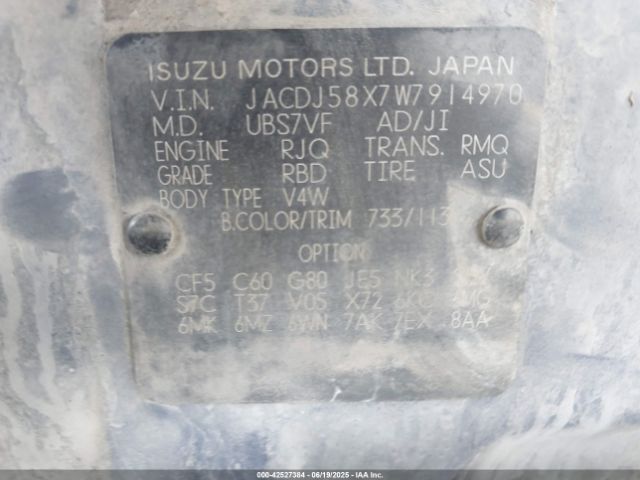 ISUZU MOTORS LTD. JAPAN
V.I.N. JACDJ58X7W7914970
M.D. UBS7VF AD/JI
ENGINE RJQ TRANS. RMQ
GRADE RBD TIRE ASU
BODY TYPE V4W
B.COLOR/TRIM 733/113
OPTION
CF5 C60 G80 JE5 NK3
S7C T37 V05 X72
6MK 6MZ 6WN 7AK 7EX 8AA
000-42527384 06/19/2025 IAA Inc.